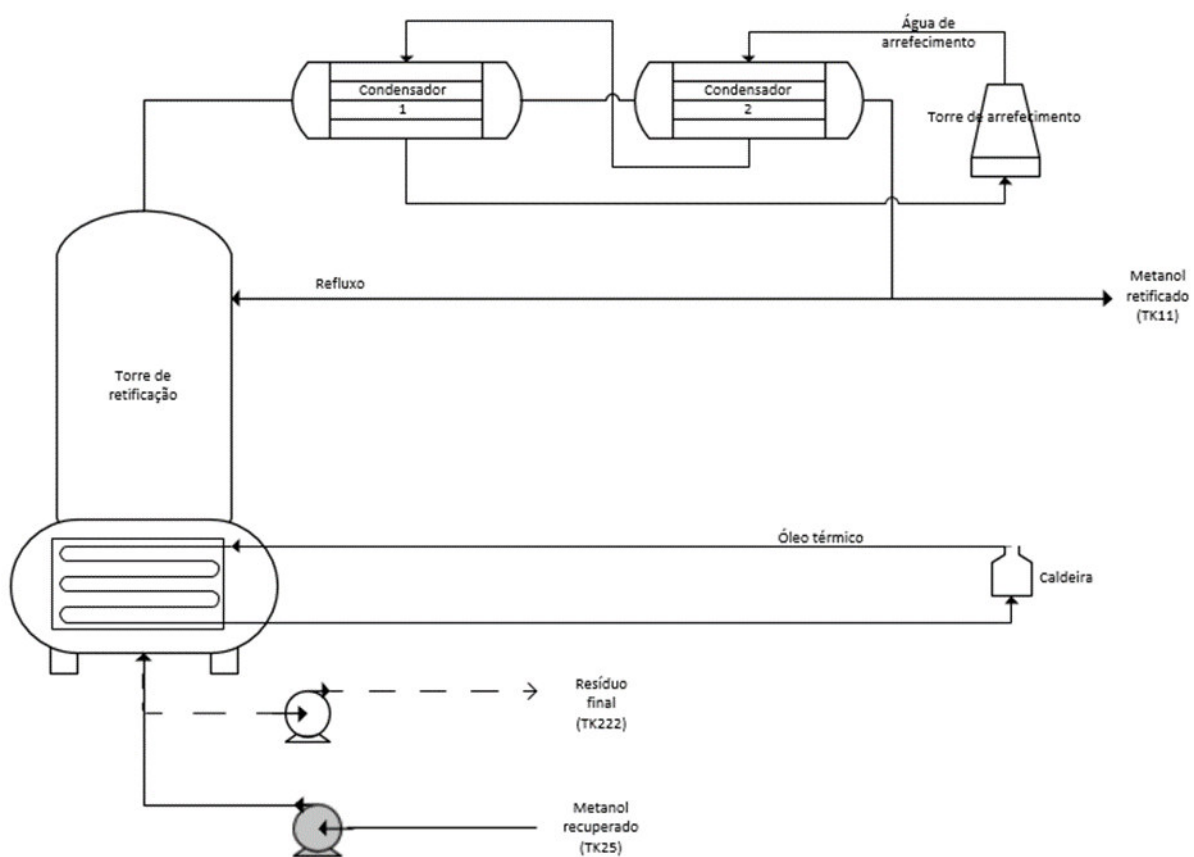 Água de
arrefecimento
Condensador
1
Condensador
2
Torre de arrefecimento
Refluxo
Metanol
retificado
(TK11)
Torre de
retificação
Óleo térmico
Caldeira
Resíduo
final
(TK222)
Metanol
recuperado
(TK25)